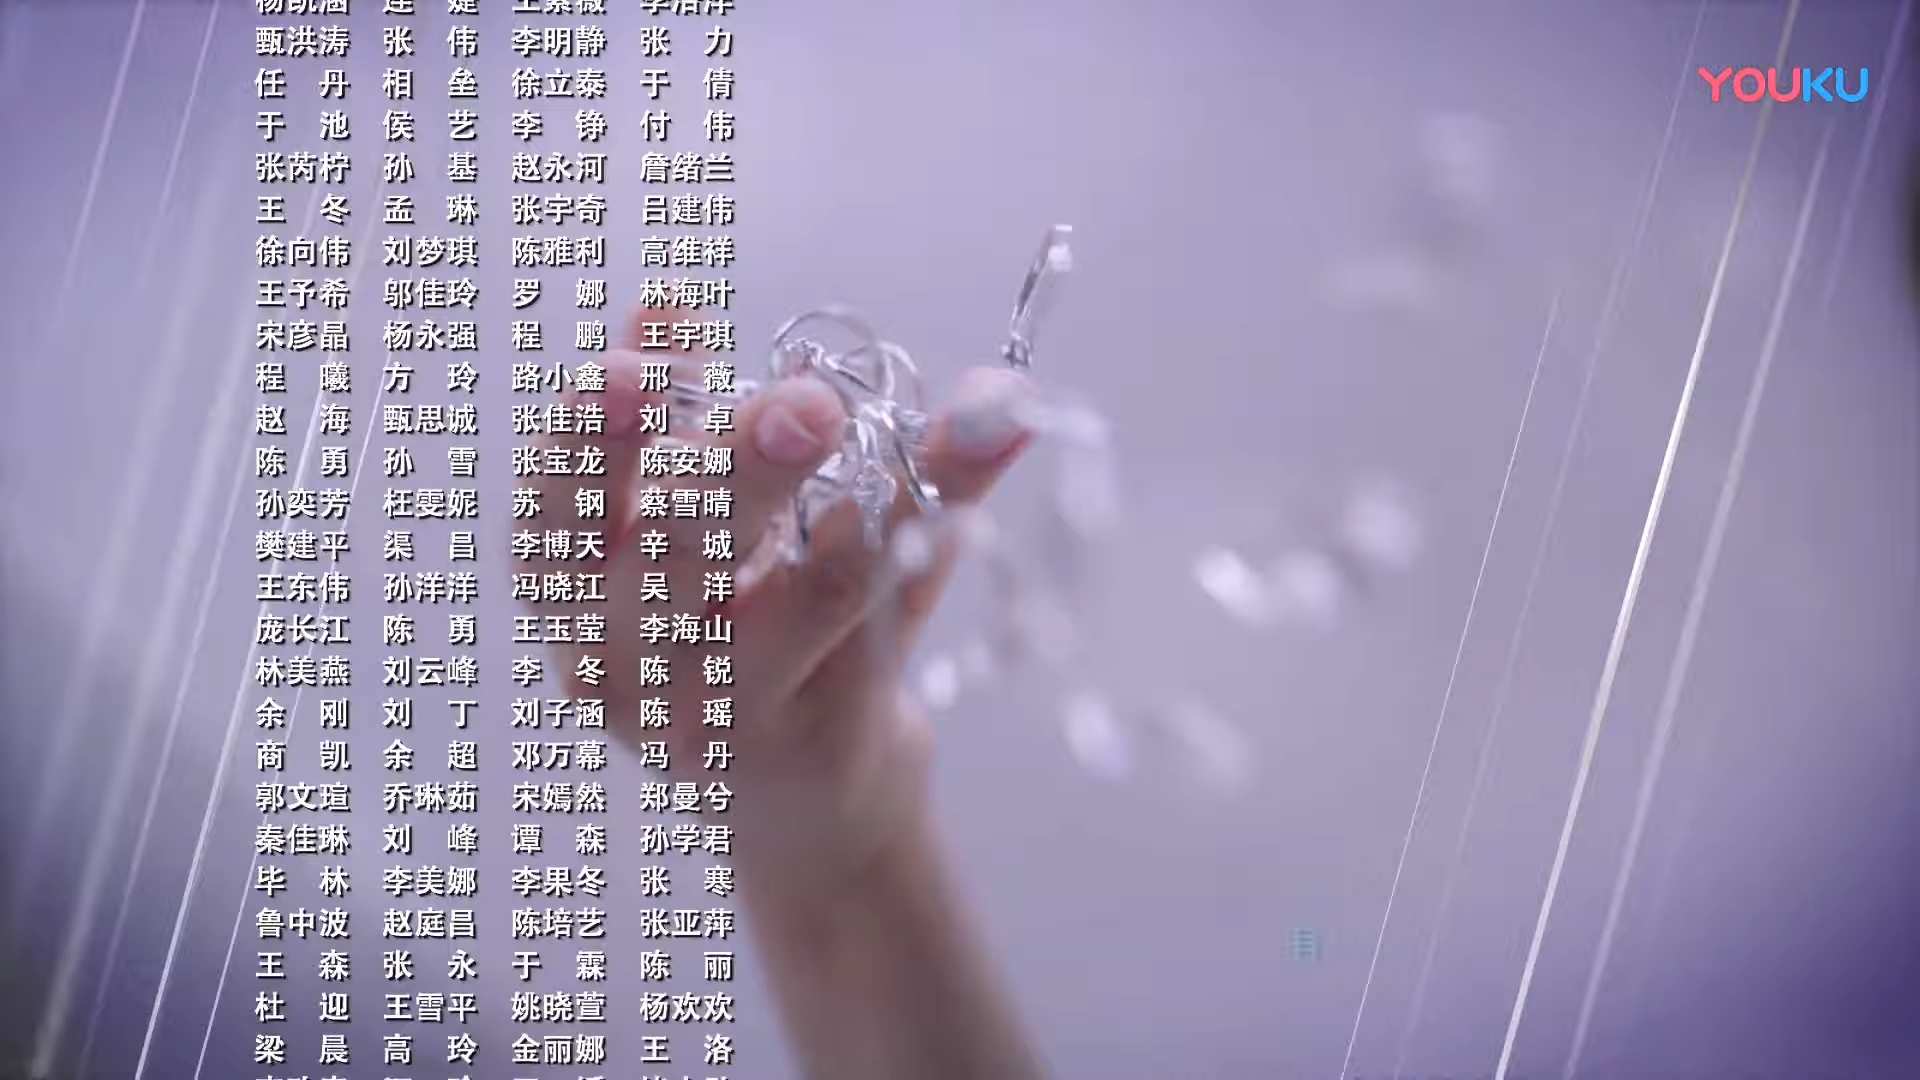 YOUKU
甄洪涛 张 伟 李明静 张 力
任 丹 相 垒 徐立泰 于 倩
于 池 侯 艺 李 铮 付 伟
张芮柠 孙 基 赵永河 詹绪兰
王 冬 孟 琳 张宇奇 吕建伟
徐向伟 刘梦琪 陈雅利 高维祥
王予希 邬佳玲 罗 娜 林海叶
宋彦晶 杨永强 程 鹏 王宇琪
程 曦 方 玲 路小鑫 邢 薇
赵 海 甄思诚 张佳浩 刘 卓
陈 勇 孙 雪 张宝龙 陈安娜
孙奕芳 枉雯妮 苏 钢 蔡雪晴
樊建平 渠 昌 李博天 辛 城
王东伟 孙洋洋 冯晓江 吴 洋
庞长江 陈 勇 王玉莹 李海山
林美燕 刘云峰 李 冬 陈 锐
余 刚 刘 丁 刘子涵 陈 瑶
商 凯 余 超 邓万幕 冯 丹
郭文瑄 乔琳茹 宋嫣然 郑曼兮
秦佳琳 刘 峰 谭 森 孙学君
毕 林 李美娜 李果冬 张 寒
鲁中波 赵庭昌 陈培艺 张亚萍
王 森 张 永 于 霖 陈 丽
杜 迎 王雪平 姚晓萱 杨欢欢
梁 晨 高 玲 金丽娜 王 洛